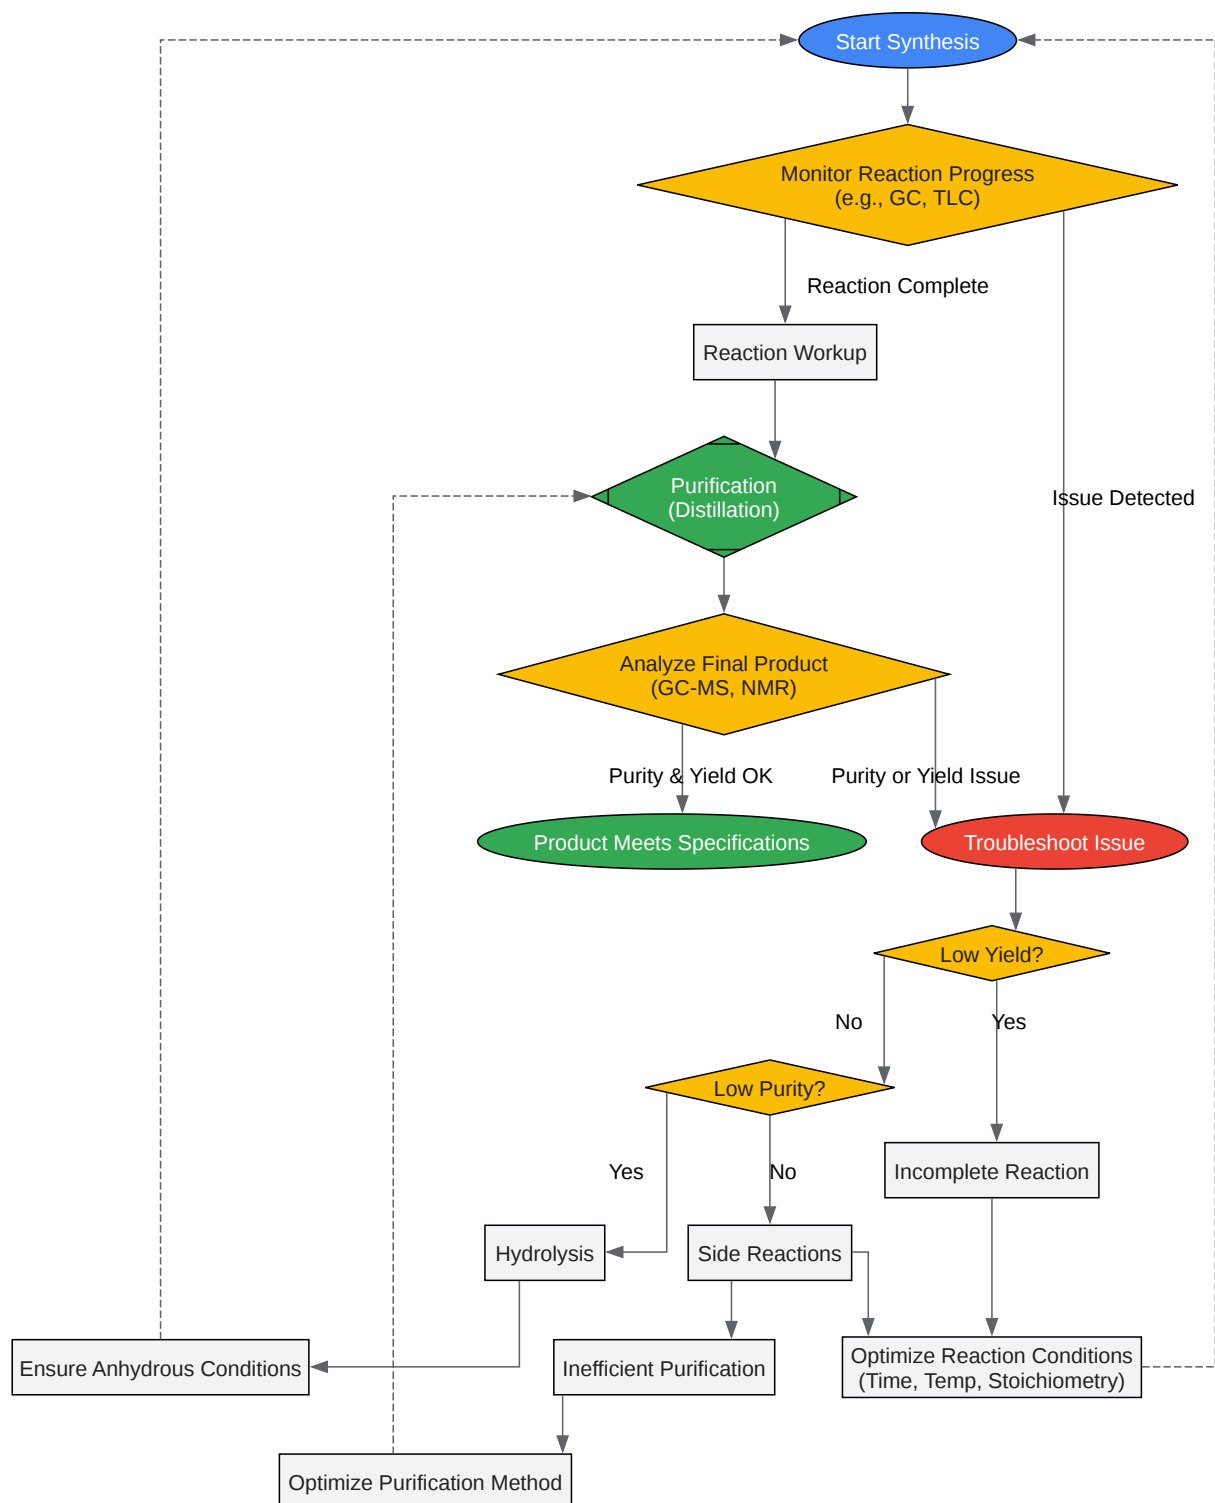 Start Synthesis
Monitor Reaction Progress
(e.g., GC, TLC)
Reaction Complete
Reaction Workup
Purification
(Distillation)
Issue Detected
Analyze Final Product
(GC-MS, NMR)
Purity & Yield OK
Purity or Yield Issue
Product Meets Specifications
Troubleshoot Issue
Low Yield?
No
Yes
Low Purity?
Yes
No
Incomplete Reaction
Hydrolysis
Side Reactions
Ensure Anhydrous Conditions
Inefficient Purification
Optimize Reaction Conditions
(Time, Temp, Stoichiometry)
Optimize Purification Method